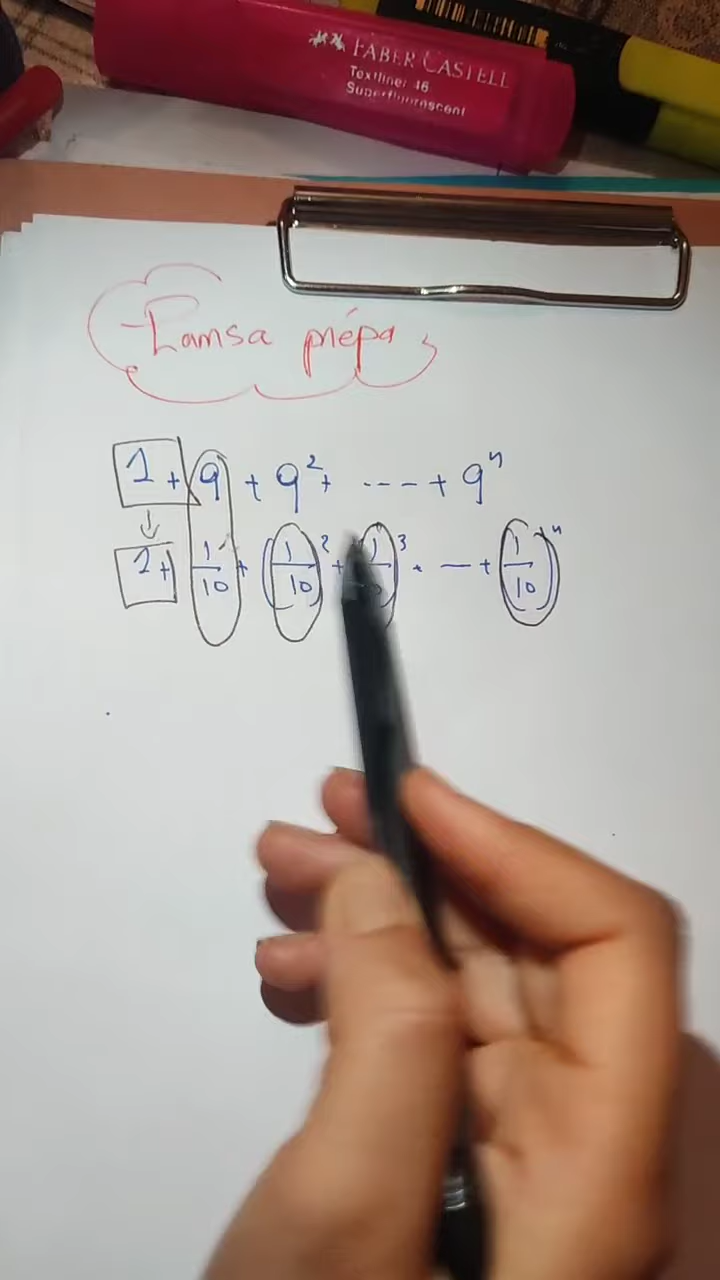 FABER CASTELL
Textliner 46
Superfluorescent
Pamsa prépa
1 + q + q² + ---- + qⁿ
1 + 1/10 + (1/10)² + (1/10)³ + — + (1/10)ⁿ